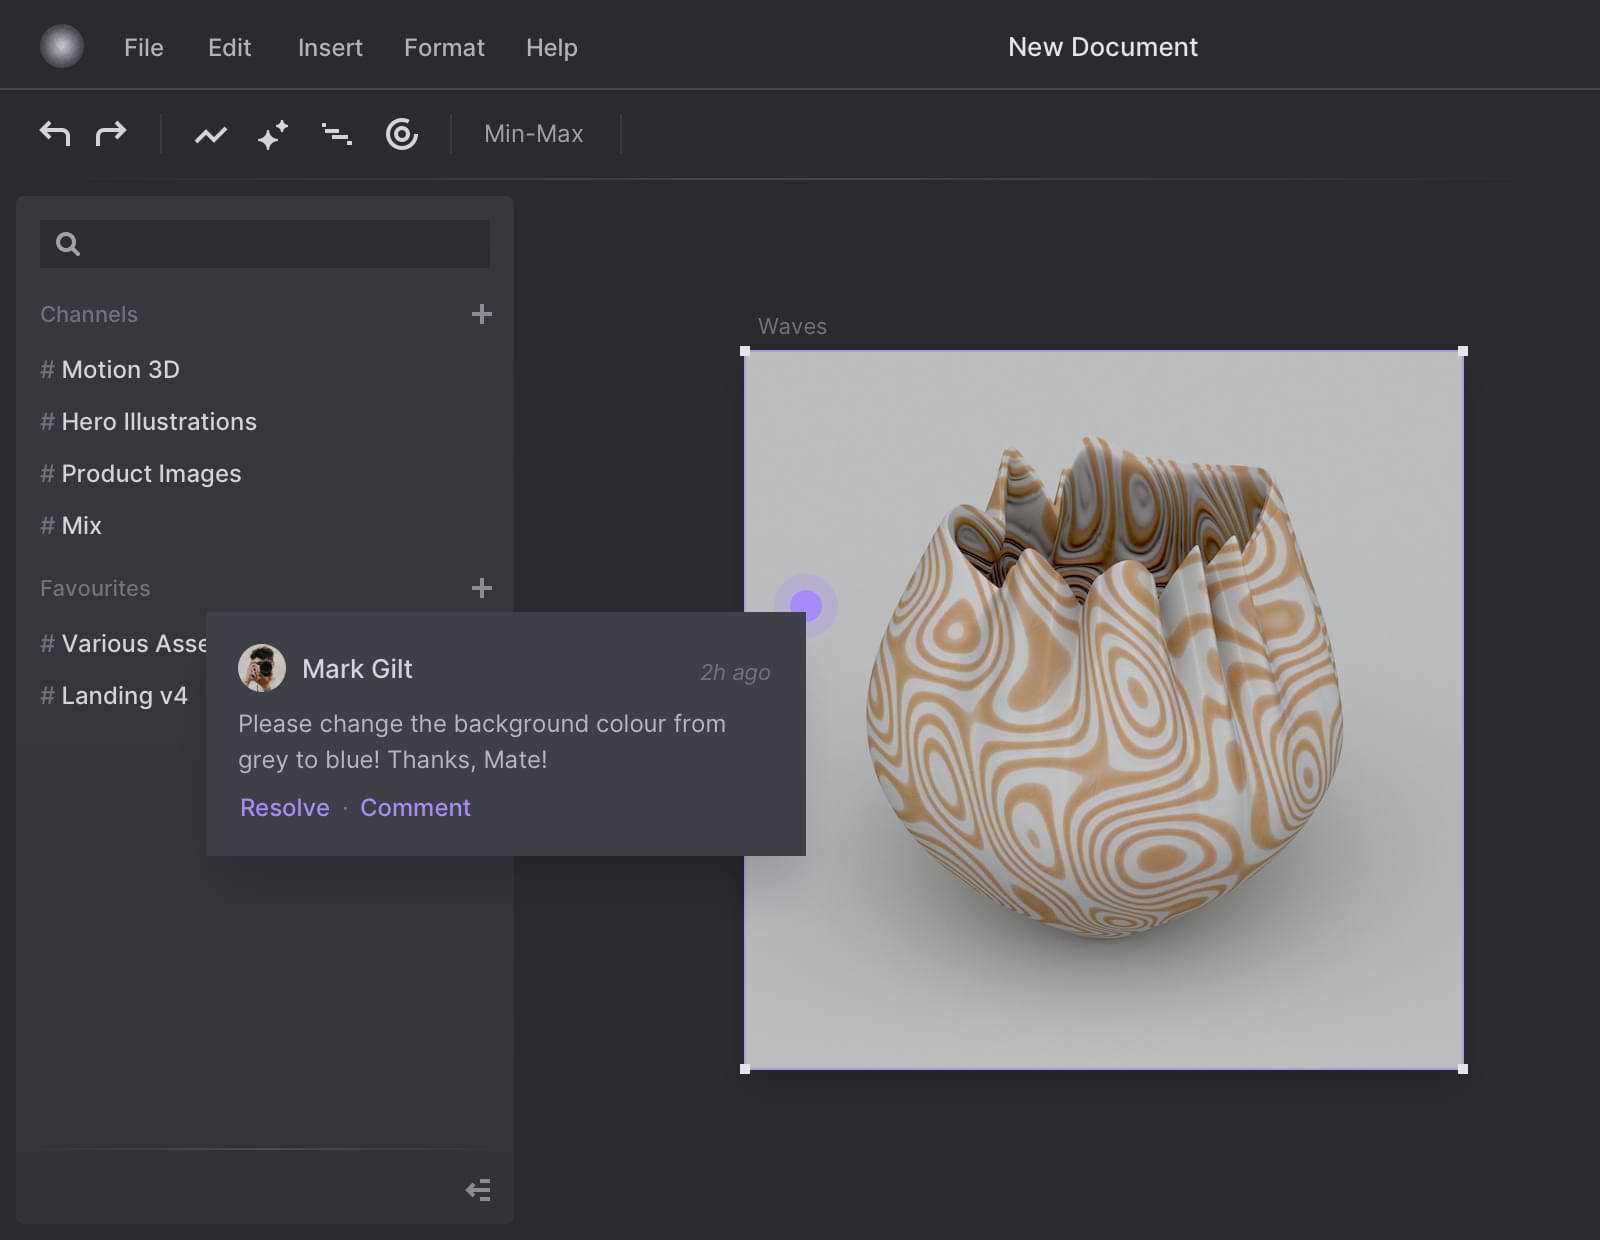 File Edit Insert Format Help New Document
Min-Max
Channels
# Motion 3D
# Hero Illustrations
# Product Images
# Mix
Favourites
# Various Asse
# Landing v4
Waves
Mark Gilt 2h ago
Please change the background colour from
grey to blue! Thanks, Mate!
Resolve · Comment